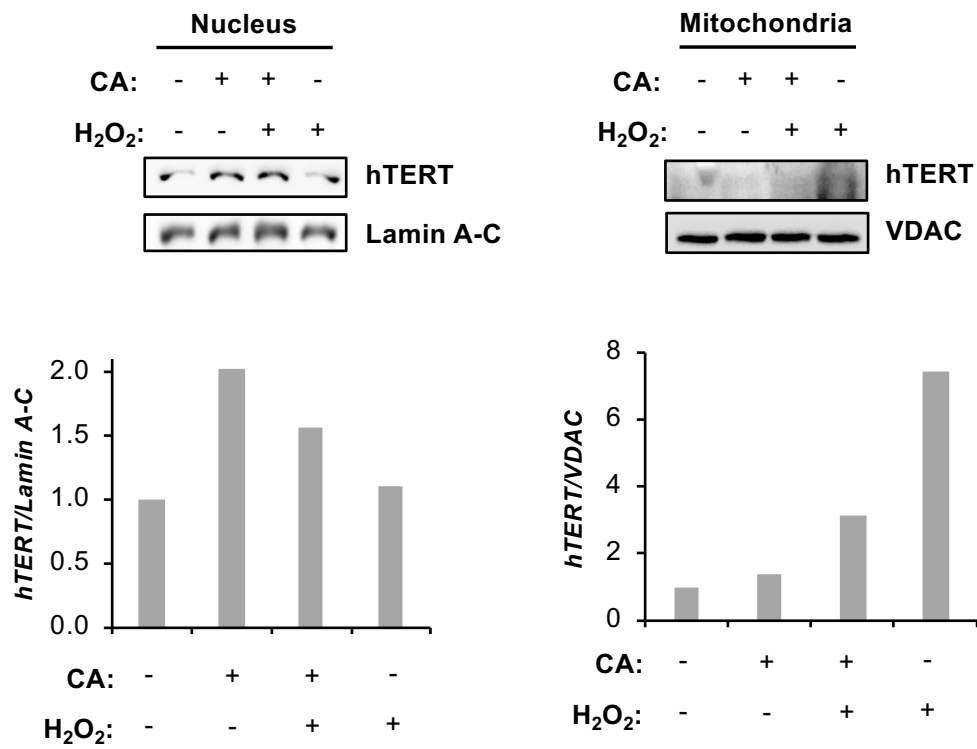 Nucleus
CA: - + + -
H₂O₂: - - + +
hTERT
Lamin A-C
Mitochondria
CA: - + + -
H₂O₂: - - + +
hTERT
VDAC
hTERT/Lamin A-C
2.0
1.5
1.0
0.5
0.0
CA: - + + -
H₂O₂: - - + +
hTERT/VDAC
8
6
4
2
0
CA: - + + -
H₂O₂: - - + +